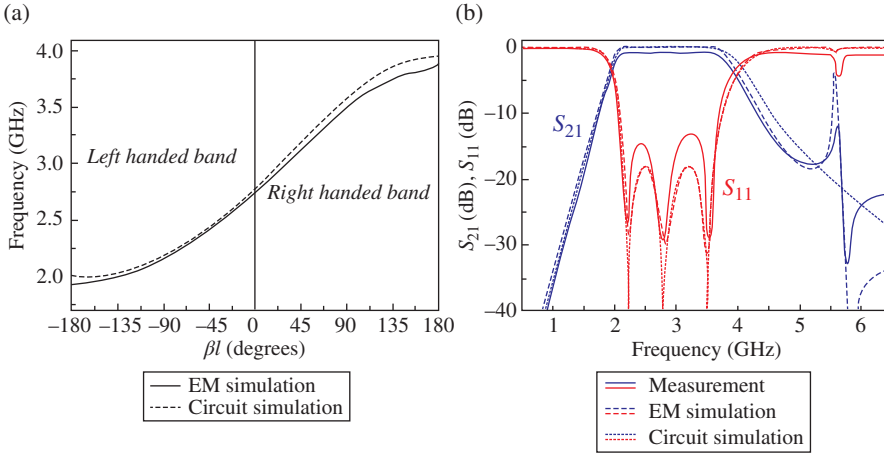 (a)
Frequency (GHz)
4.0
3.5
3.0
2.5
2.0
Left handed band
Right handed band
−180 −135 −90 −45 0 45 90 135 180
βl (degrees)
EM simulation
Circuit simulation
(b)
S21 (dB), S11 (dB)
0
−10
−20
−30
−40
S21
S11
1 2 3 4 5 6
Frequency (GHz)
Measurement
EM simulation
Circuit simulation